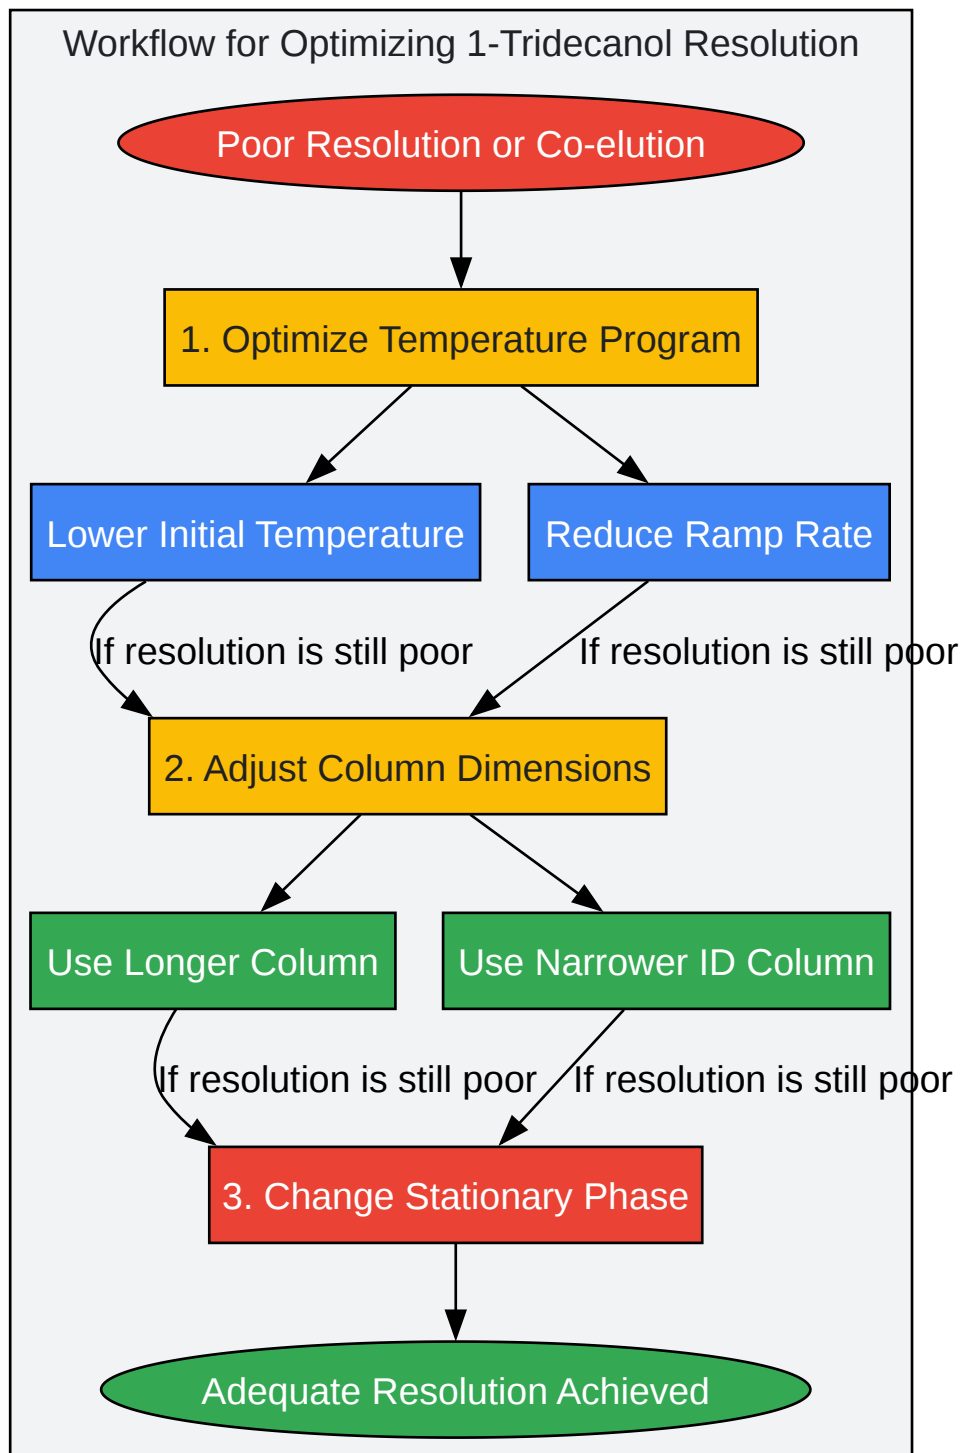 Workflow for Optimizing 1-Tridecanol Resolution
Poor Resolution or Co-elution
1. Optimize Temperature Program
Lower Initial Temperature
Reduce Ramp Rate
If resolution is still poor
If resolution is still poor
2. Adjust Column Dimensions
Use Longer Column
Use Narrower ID Column
If resolution is still poor
If resolution is still poor
3. Change Stationary Phase
Adequate Resolution Achieved